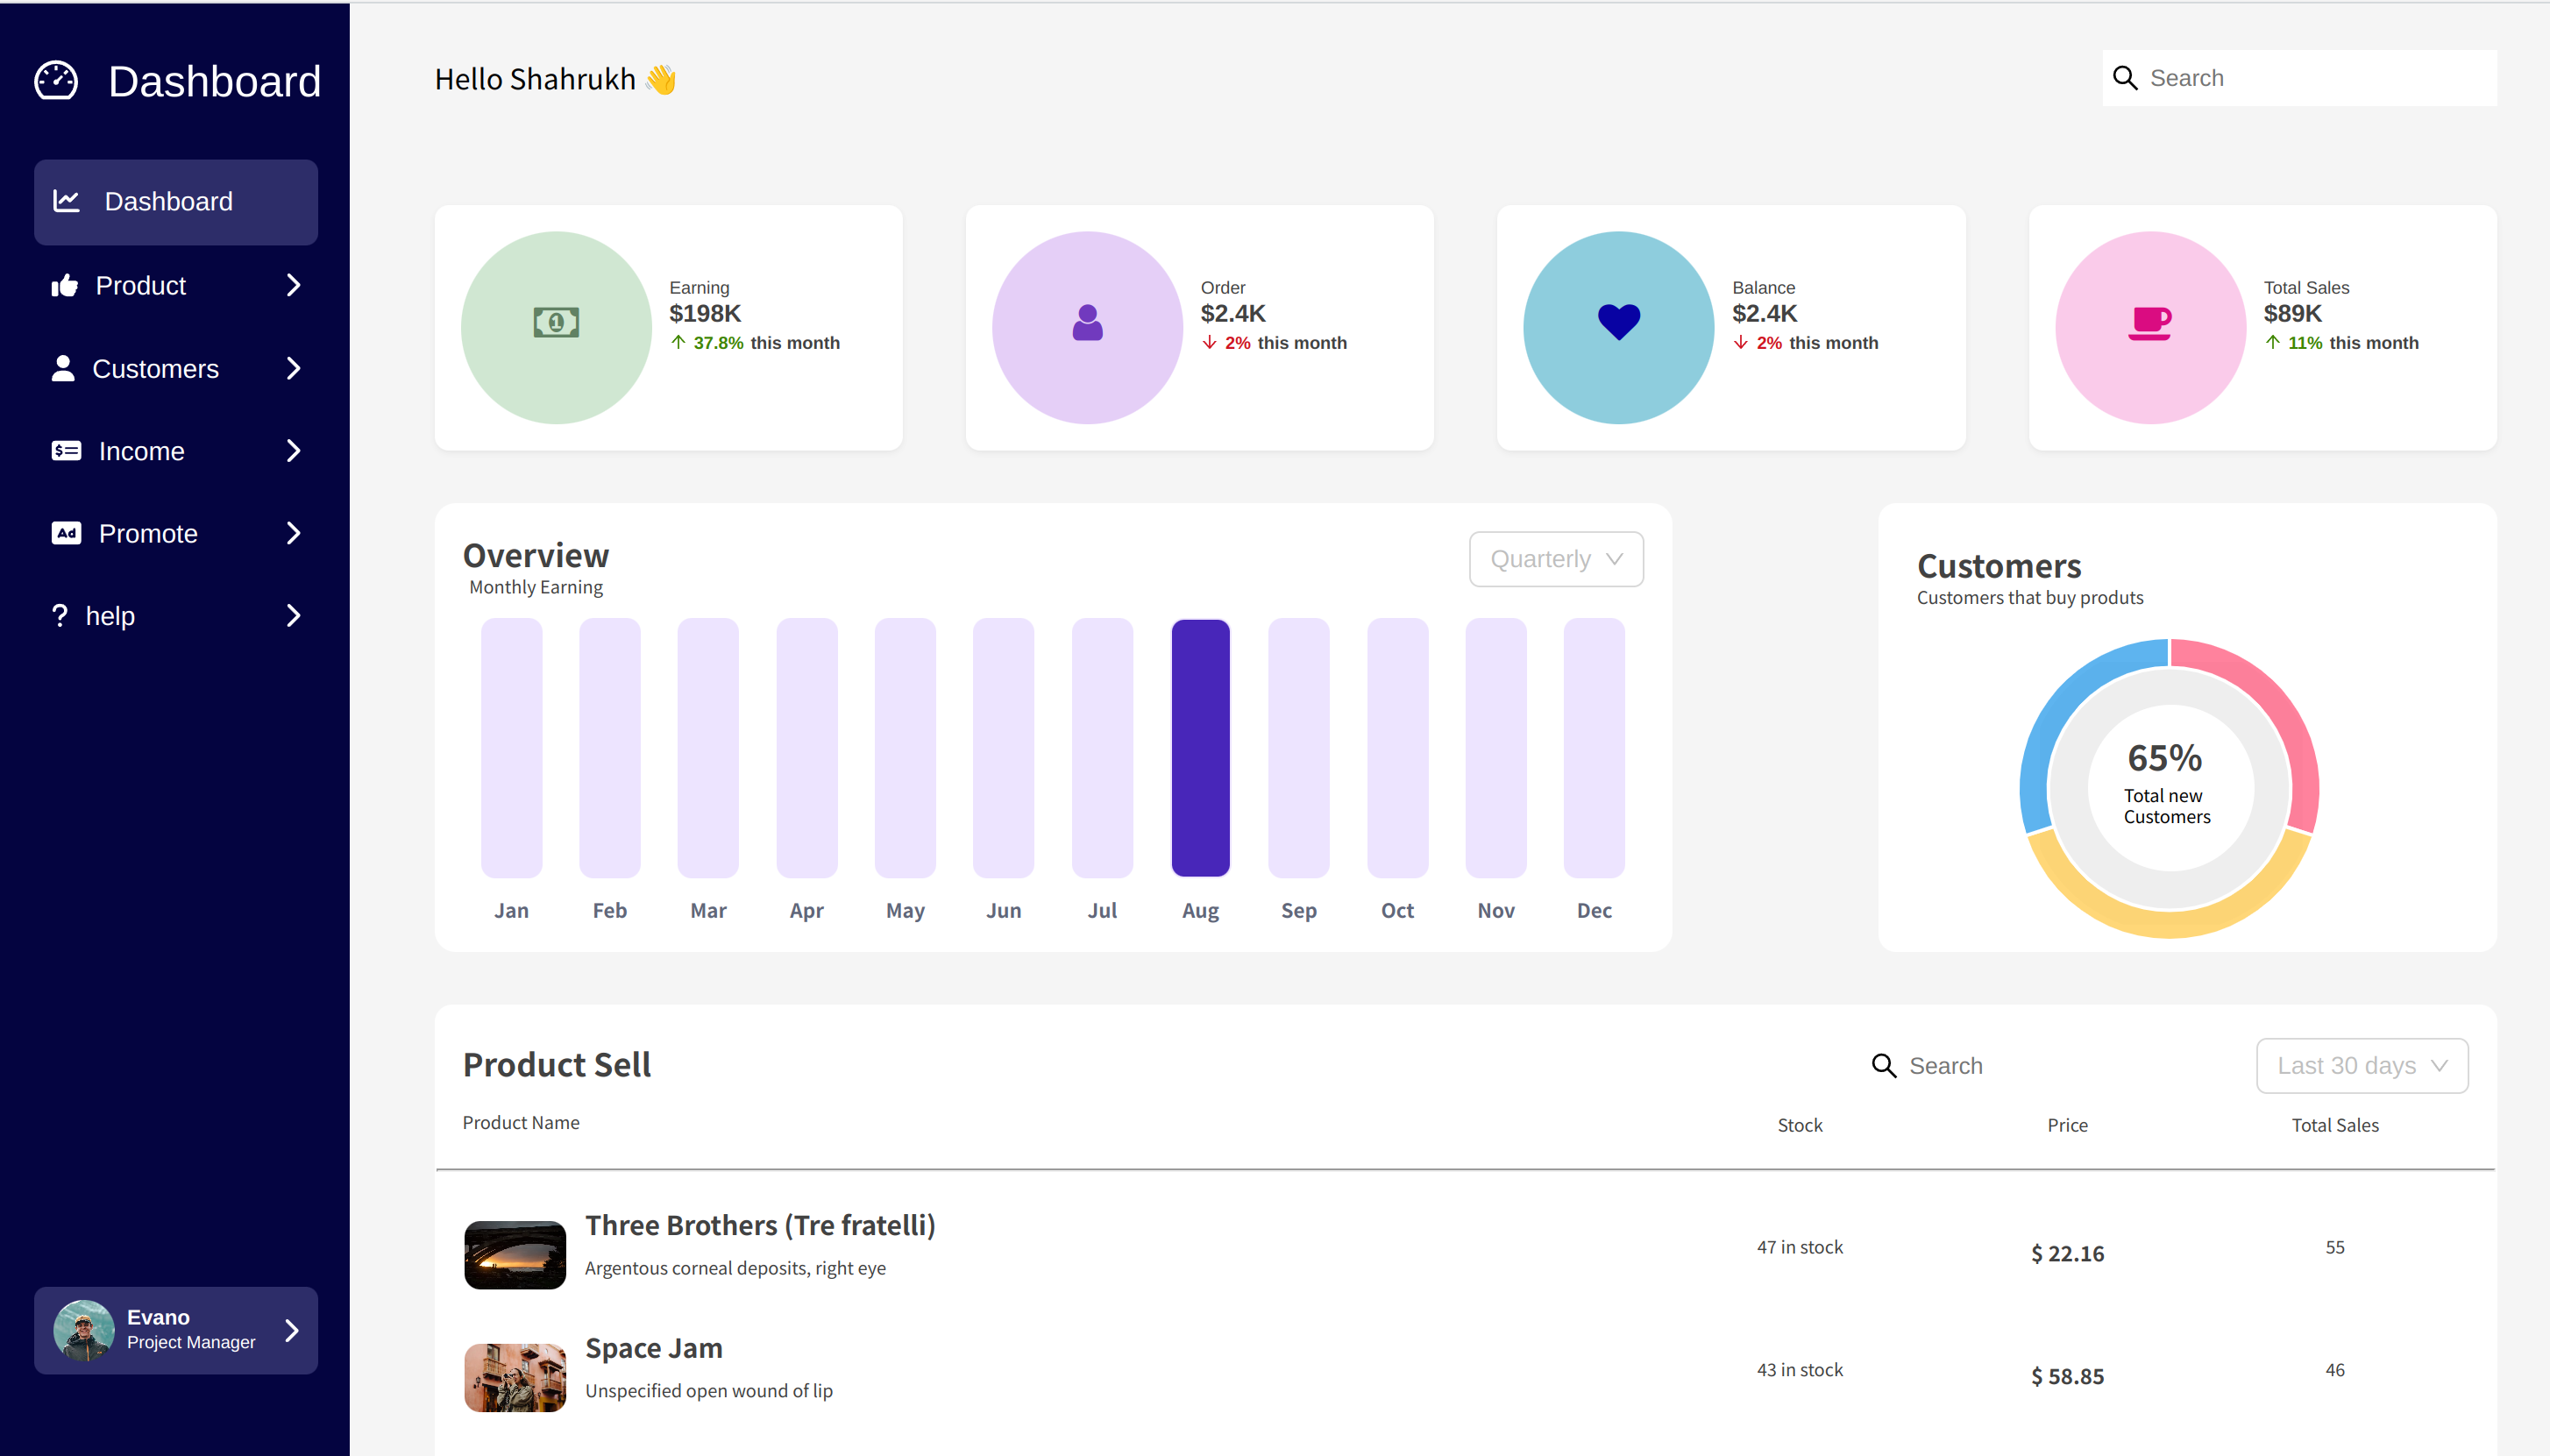 Dashboard
Dashboard
Product
Customers
Income
Ad Promote
? help
Evano
Project Manager
Hello Shahrukh 👋
Search
Earning
$198K
↑ 37.8% this month
Order
$2.4K
↓ 2% this month
Balance
$2.4K
↓ 2% this month
Total Sales
$89K
↑ 11% this month
Overview
Monthly Earning
Quarterly
Jan Feb Mar Apr May Jun Jul Aug Sep Oct Nov Dec
Customers
Customers that buy produts
65%
Total new
Customers
Product Sell
Search
Last 30 days
Product Name Stock Price Total Sales
Three Brothers (Tre fratelli)
Argentous corneal deposits, right eye
47 in stock
$ 22.16
55
Space Jam
Unspecified open wound of lip
43 in stock
$ 58.85
46